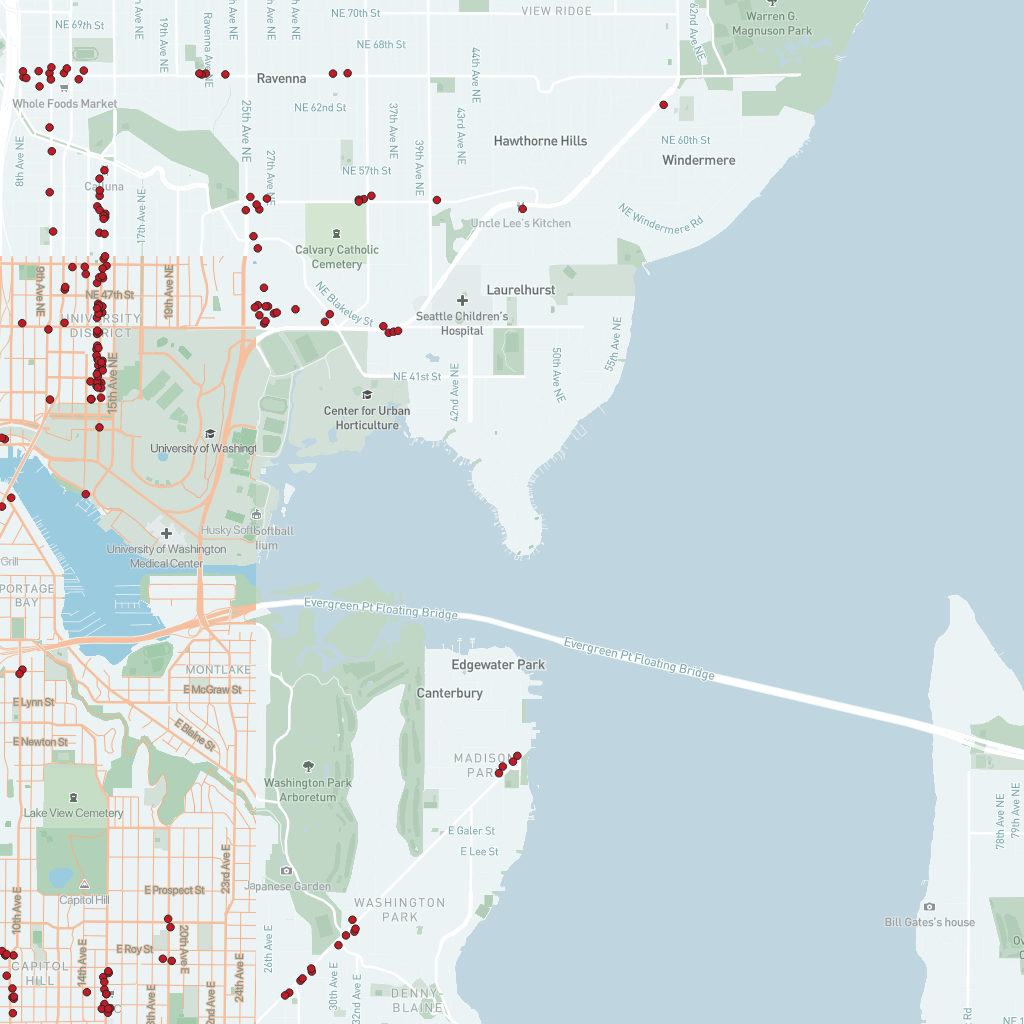 NE 70th St
VIEW RIDGE
62nd Ave NE
Warren G.
Magnuson Park
NE 69th St
19th Ave NE
Ravenna Ave NE
NE 68th St
44th Ave NE
Ravenna
Whole Foods Market
NE 62nd St
25th Ave NE
37th Ave NE
43rd Ave NE
39th Ave NE
Hawthorne Hills
NE 60th St
Windermere
8th Ave NE
27th Ave NE
NE 57th St
17th Ave NE
Uncle Lee's Kitchen
NE Windermere Rd
Calvary Catholic
Cemetery
9th Ave NE
19th Ave NE
NE 47th St
NE Blakeley St
Laurelhurst
Seattle Children's
Hospital
UNIVERSITY
DISTRICT
15th Ave NE
55th Ave NE
50th Ave NE
42nd Ave NE
NE 41st St
Center for Urban
Horticulture
University of Washingt
Husky Soft
Softball
lium
University of Washington
Medical Center
Grill
PORTAGE
BAY
Evergreen Pt Floating Bridge
Evergreen Pt Floating Bridge
MONTLAKE
Edgewater Park
Canterbury
E McGraw St
E Lynn St
E Blaine St
E Newton St
MADISON
PARK
Washington Park
Arboretum
Lake View Cemetery
E Galer St
E Lee St
78th Ave NE
79th Ave NE
23rd Ave E
Japanese Garden
E Prospect St
Capitol Hill
10th Ave E
WASHINGTON
PARK
Bill Gates's house
E Roy St
20th Ave E
14th Ave E
26th Ave E
24th Ave E
CAPITOL
HILL
30th Ave E
32nd Ave E
DENNY-
BLAINE